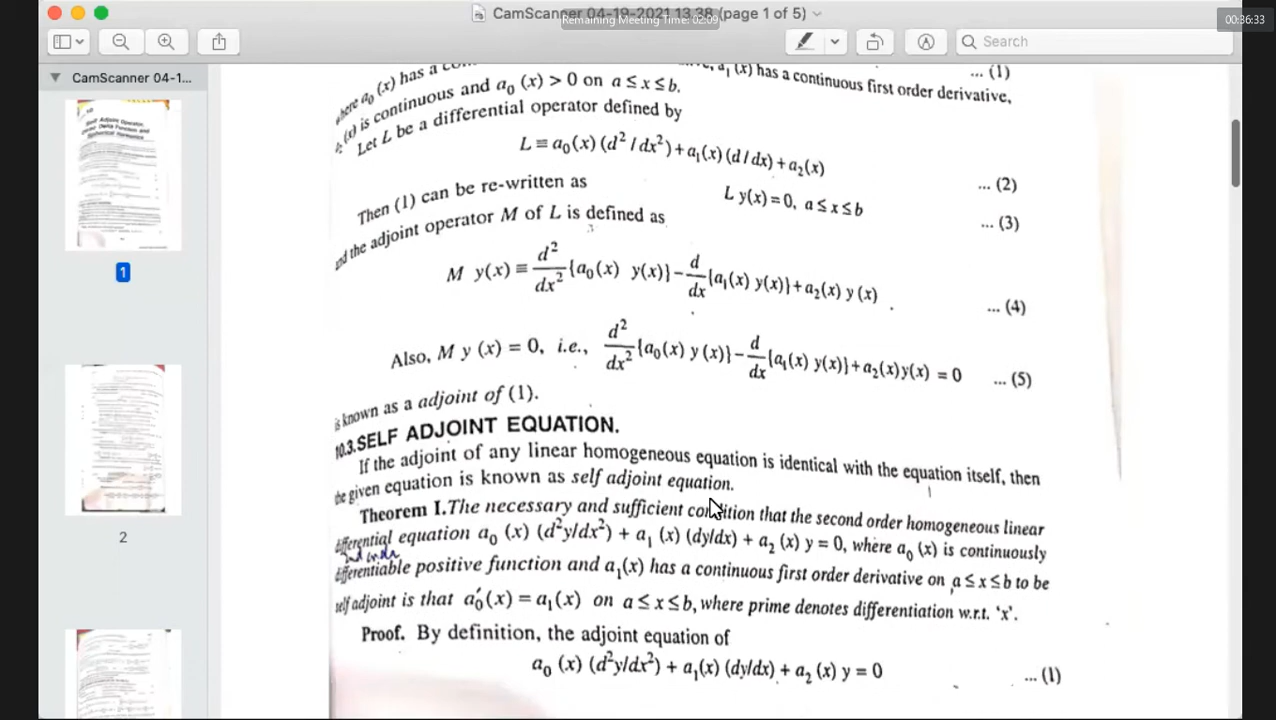 CamScanner 04-19-2021 13.38 (page 1 of 5)
Remaining Meeting Time: 02:09
00:36:33
Search
CamScanner 04-1...
1
2
where a₀ (x) has a
a₁ (x) has a continuous first order derivative,
... (1)
(x) is continuous and a₀ (x) > 0 on a ≤ x ≤ b.
Let L be a differential operator defined by
L ≡ a₀(x) (d² / dx²) + a₁(x) (d / dx) + a₂(x)
... (2)
Then (1) can be re-written as
L y(x) = 0, a ≤ x ≤ b
... (3)
and the adjoint operator M of L is defined as
M y(x) ≡ d²/dx² {a₀(x) y(x)} − d/dx {a₁(x) y(x)} + a₂(x) y (x)
... (4)
Also, M y (x) = 0, i.e., d²/dx² {a₀(x) y (x)} − d/dx {a₁(x) y(x)} + a₂(x)y(x) = 0
... (5)
is known as a adjoint of (1).
10.3. SELF ADJOINT EQUATION.
If the adjoint of any linear homogeneous equation is identical with the equation itself, then
the given equation is known as self adjoint equation.
Theorem I. The necessary and sufficient condition that the second order homogeneous linear
differential equation a₀ (x) (d²y/dx²) + a₁ (x) (dy/dx) + a₂ (x) y = 0, where a₀ (x) is continuously
differentiable positive function and a₁(x) has a continuous first order derivative on a ≤ x ≤ b to be
self adjoint is that a₀′(x) = a₁(x) on a ≤ x ≤ b, where prime denotes differentiation w.r.t. 'x'.
Proof. By definition, the adjoint equation of
a₀ (x) (d²y/dx²) + a₁(x) (dy/dx) + a₂ (x) y = 0
... (1)